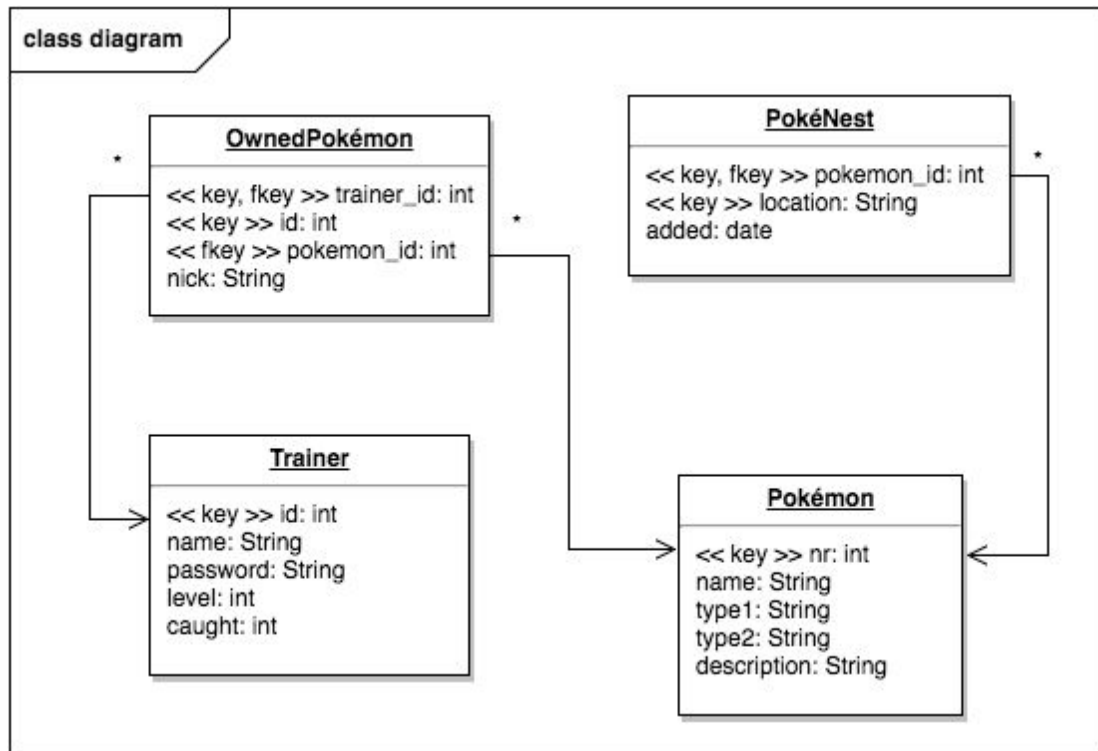 class diagram
OwnedPokémon
<< key, fkey >> trainer_id: int
<< key >> id: int
<< fkey >> pokemon_id: int
nick: String
*
*
PokéNest
<< key, fkey >> pokemon_id: int
<< key >> location: String
added: date
*
Trainer
<< key >> id: int
name: String
password: String
level: int
caught: int
Pokémon
<< key >> nr: int
name: String
type1: String
type2: String
description: String